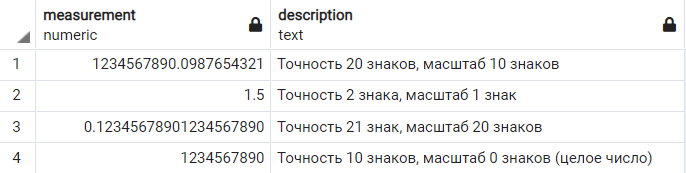 measurement description
numeric text
1 1234567890.0987654321 Точность 20 знаков, масштаб 10 знаков
2 1.5 Точность 2 знака, масштаб 1 знак
3 0.12345678901234567890 Точность 21 знак, масштаб 20 знаков
4 1234567890 Точность 10 знаков, масштаб 0 знаков (целое число)